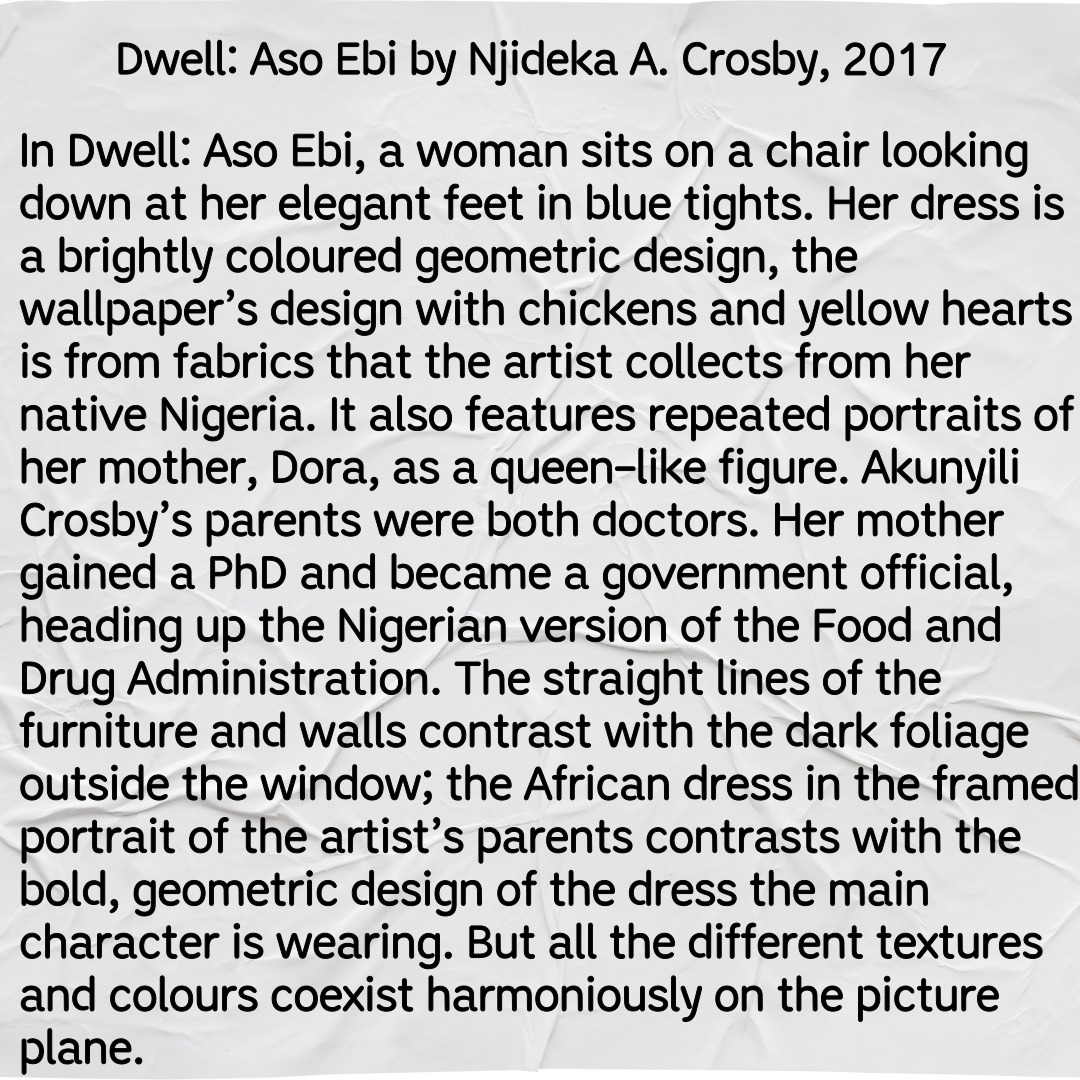 Dwell: Aso Ebi by Njideka A. Crosby, 2017
In Dwell: Aso Ebi, a woman sits on a chair looking
down at her elegant feet in blue tights. Her dress is
a brightly coloured geometric design, the
wallpaper’s design with chickens and yellow hearts
is from fabrics that the artist collects from her
native Nigeria. It also features repeated portraits of
her mother, Dora, as a queen-like figure. Akunyili
Crosby’s parents were both doctors. Her mother
gained a PhD and became a government official,
heading up the Nigerian version of the Food and
Drug Administration. The straight lines of the
furniture and walls contrast with the dark foliage
outside the window; the African dress in the framed
portrait of the artist’s parents contrasts with the
bold, geometric design of the dress the main
character is wearing. But all the different textures
and colours coexist harmoniously on the picture
plane.